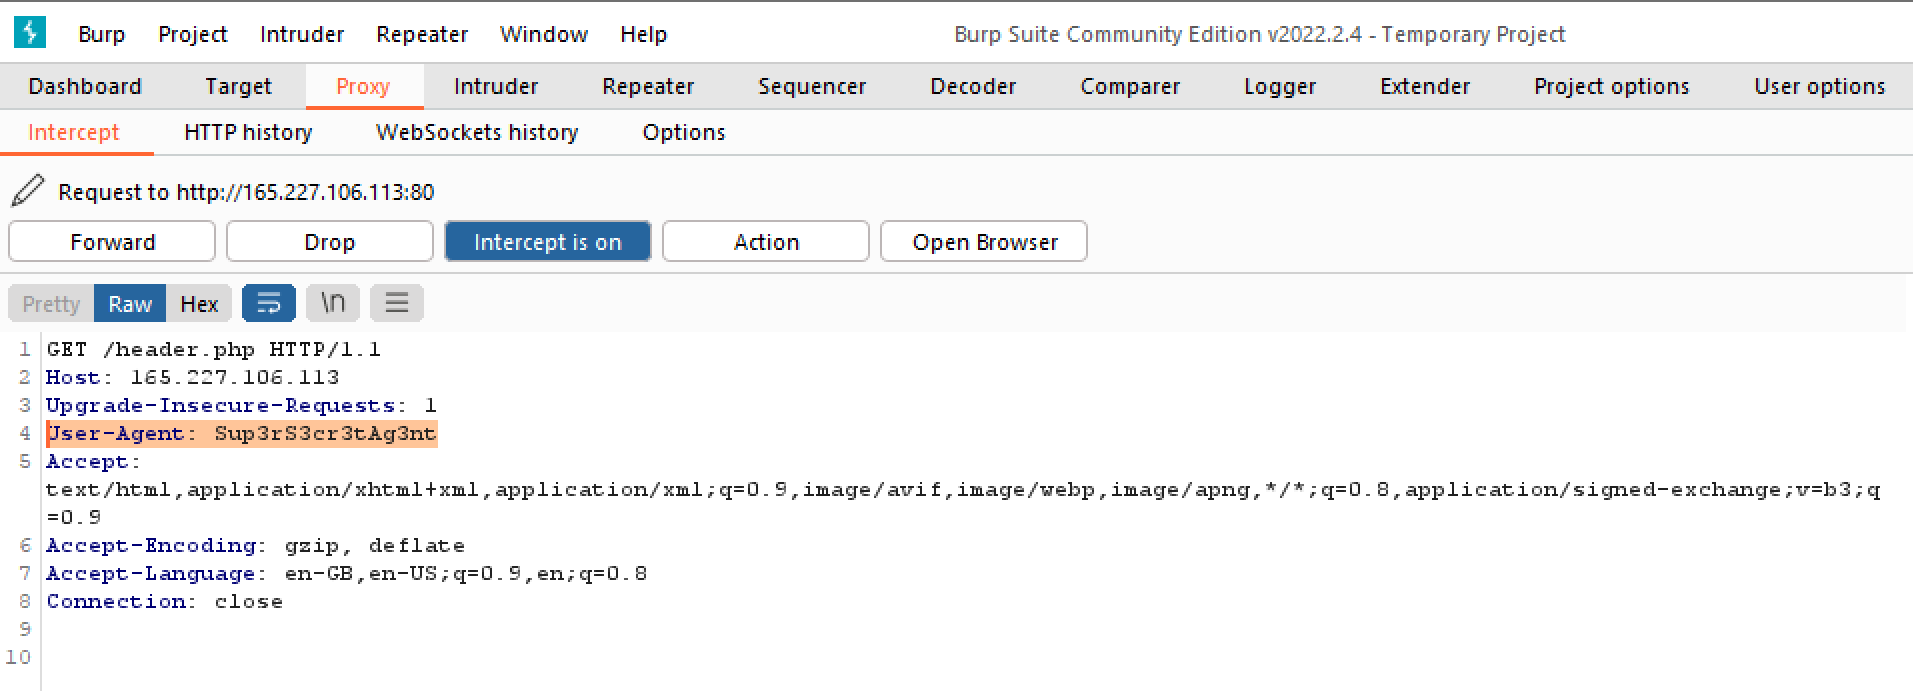 Burp Project Intruder Repeater Window Help Burp Suite Community Edition v2022.2.4 - Temporary Project
Dashboard Target Proxy Intruder Repeater Sequencer Decoder Comparer Logger Extender Project options User options
Intercept HTTP history WebSockets history Options
Request to http://165.227.106.113:80
Forward Drop Intercept is on Action Open Browser
Pretty Raw Hex \n
1 GET /header.php HTTP/1.1
2 Host: 165.227.106.113
3 Upgrade-Insecure-Requests: 1
4 User-Agent: Sup3rS3cr3tAg3nt
5 Accept:
text/html,application/xhtml+xml,application/xml;q=0.9,image/avif,image/webp,image/apng,*/*;q=0.8,application/signed-exchange;v=b3;q
=0.9
6 Accept-Encoding: gzip, deflate
7 Accept-Language: en-GB,en-US;q=0.9,en;q=0.8
8 Connection: close
9
10